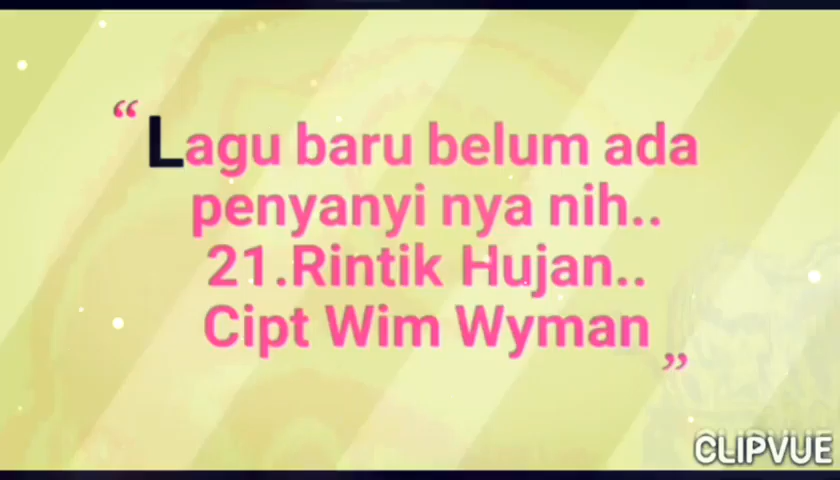 “ Lagu baru belum ada
penyanyi nya nih..
21.Rintik Hujan..
Cipt Wim Wyman ”
CLIPVUE